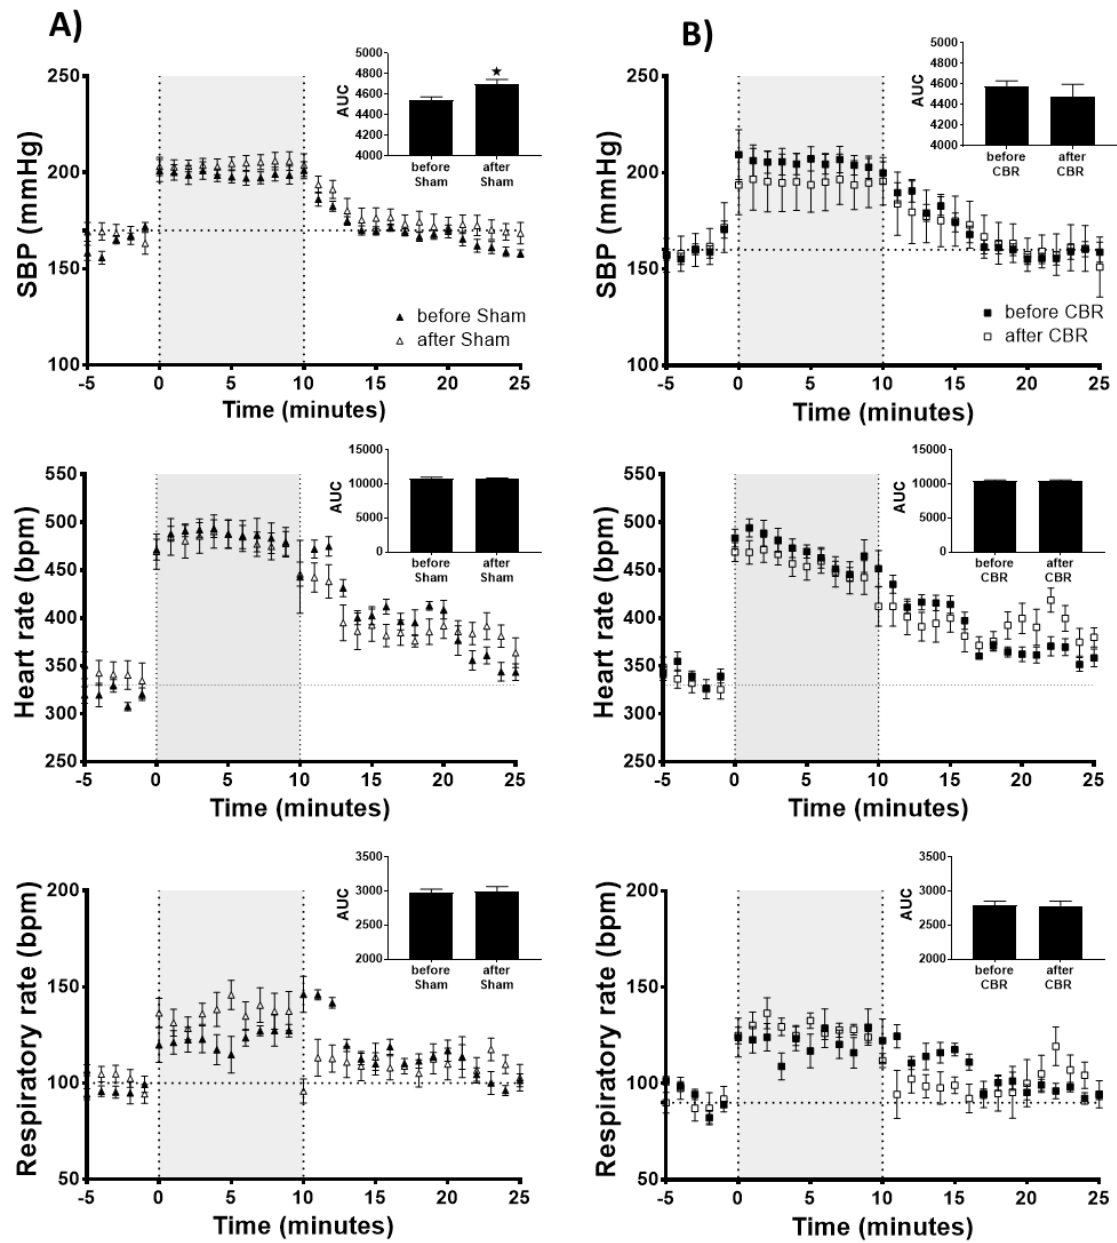 A)
SBP (mmHg)
250
200
150
100
-5 0 5 10 15 20 25
Time (minutes)
AUC
5000
4800
4600
4400
4200
4000
before Sham
after Sham
★
▲ before Sham
△ after Sham
B)
SBP (mmHg)
250
200
150
100
-5 0 5 10 15 20 25
Time (minutes)
AUC
5000
4800
4600
4400
4200
4000
before CBR
after CBR
■ before CBR
□ after CBR
Heart rate (bpm)
550
500
450
400
350
300
250
-5 0 5 10 15 20 25
Time (minutes)
AUC
15000
10000
5000
0
before Sham
after Sham
Heart rate (bpm)
550
500
450
400
350
300
250
-5 0 5 10 15 20 25
Time (minutes)
AUC
15000
10000
5000
0
before CBR
after CBR
Respiratory rate (bpm)
200
150
100
50
-5 0 5 10 15 20 25
Time (minutes)
AUC
3500
3000
2500
2000
before Sham
after Sham
Respiratory rate (bpm)
200
150
100
50
-5 0 5 10 15 20 25
Time (minutes)
AUC
3500
3000
2500
2000
before CBR
after CBR